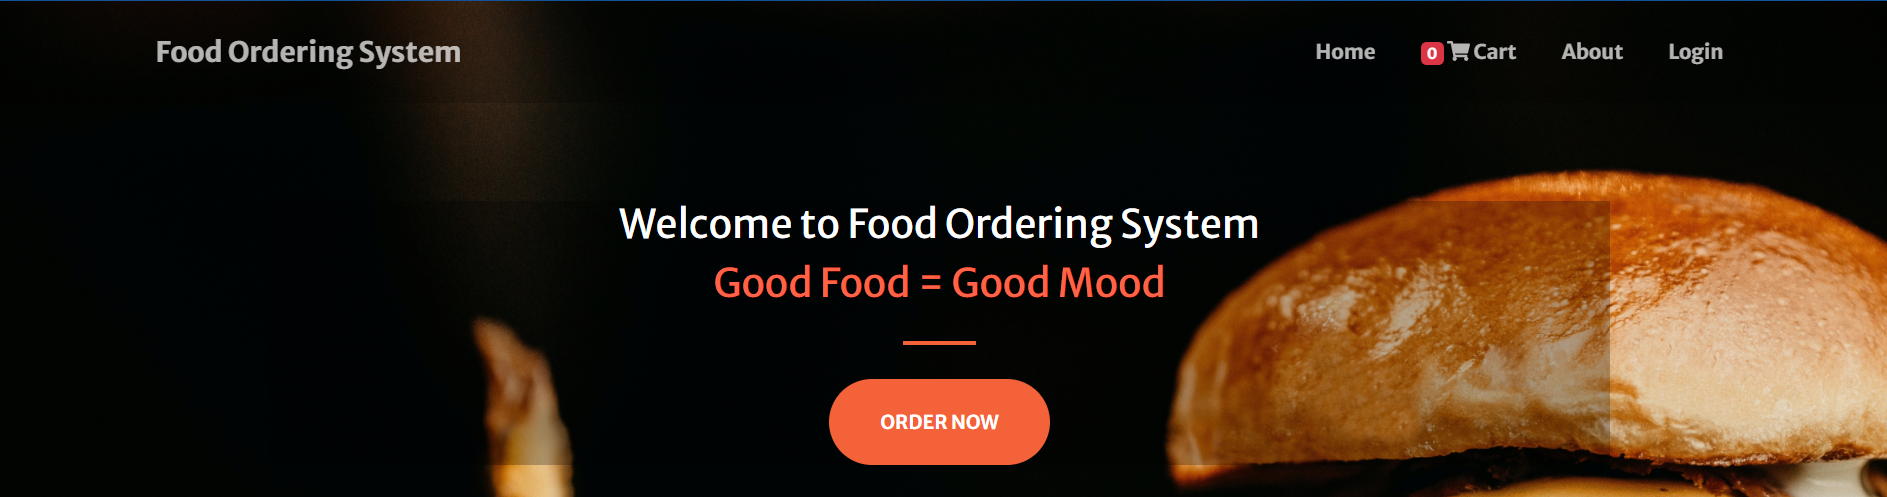 Food Ordering System
Home 0 Cart About Login
Welcome to Food Ordering System
Good Food = Good Mood
ORDER NOW